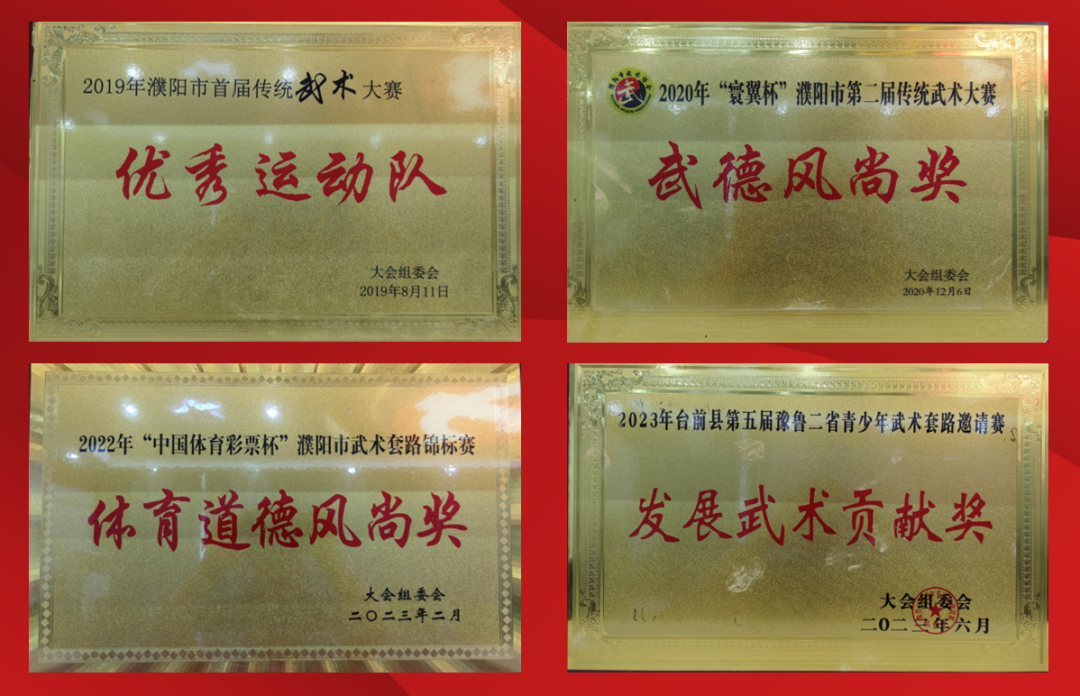 2019年濮阳市首届传统武术大赛
优秀运动队
大会组委会
2019年8月11日
2020年“寰翼杯”濮阳市第二届传统武术大赛
武德风尚奖
大会组委会
2020年12月6日
2022年“中国体育彩票杯”濮阳市武术套路锦标赛
体育道德风尚奖
大会组委会
二〇二三年二月
2023年台前县第五届豫鲁二省青少年武术套路邀请赛
发展武术贡献奖
大会组委会
二〇二三年六月